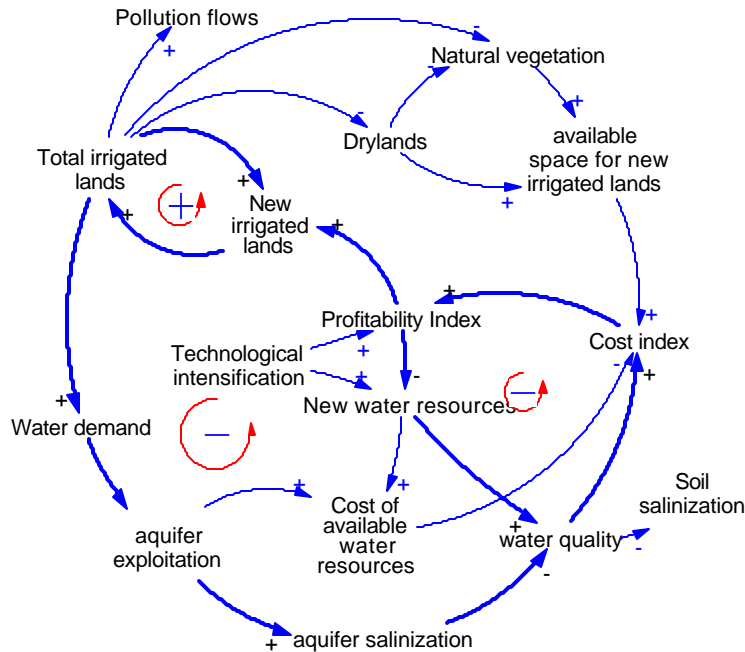 Pollution flows
Natural vegetation
Drylands
available
space for new
irrigated lands
Total irrigated
lands
New
irrigated
lands
Profitability Index
Cost index
Technological
intensification
New water resources
Water demand
Soil
salinization
Cost of
available
water
resources
water quality
aquifer
exploitation
aquifer salinization